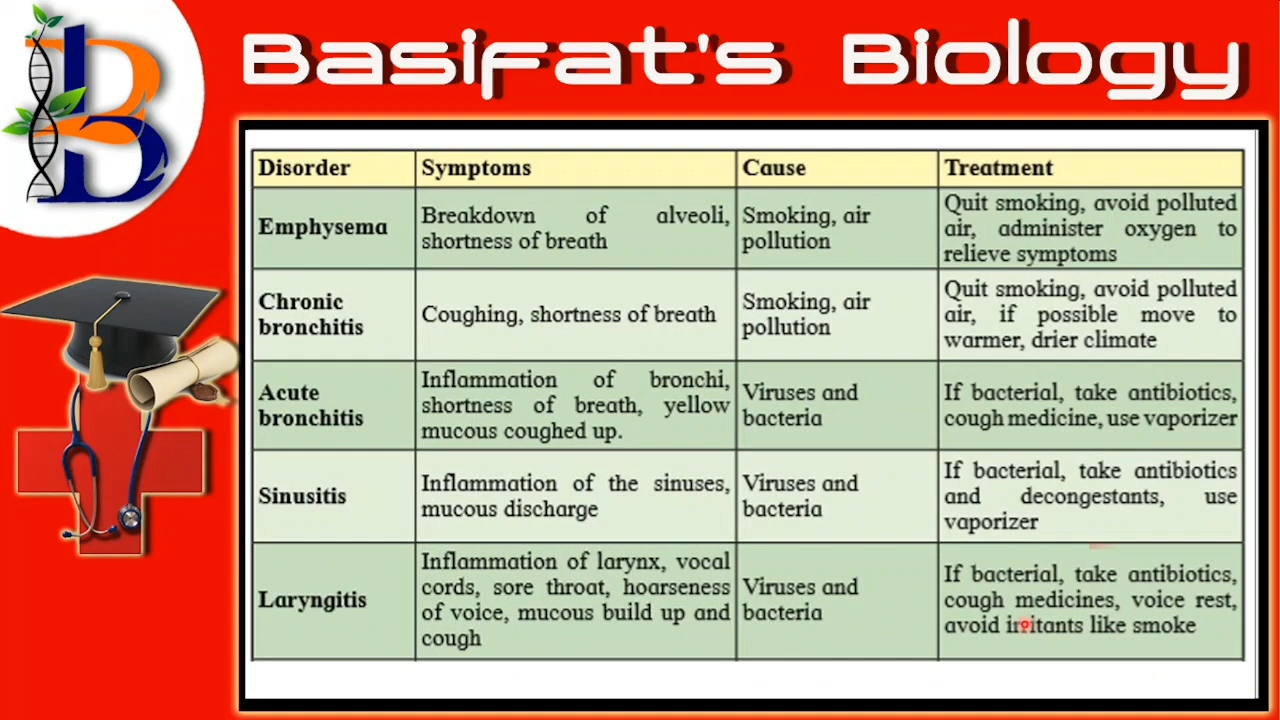 Basifat's Biology
Disorder
Symptoms
Cause
Treatment
Emphysema
Breakdown of alveoli,
shortness of breath
Smoking, air
pollution
Quit smoking, avoid polluted
air, administer oxygen to
relieve symptoms
Chronic
bronchitis
Coughing, shortness of breath
Smoking, air
pollution
Quit smoking, avoid polluted
air, if possible move to
warmer, drier climate
Acute
bronchitis
Inflammation of bronchi,
shortness of breath, yellow
mucous coughed up.
Viruses and
bacteria
If bacterial, take antibiotics,
cough medicine, use vaporizer
Sinusitis
Inflammation of the sinuses,
mucous discharge
Viruses and
bacteria
If bacterial, take antibiotics
and decongestants, use
vaporizer
Laryngitis
Inflammation of larynx, vocal
cords, sore throat, hoarseness
of voice, mucous build up and
cough
Viruses and
bacteria
If bacterial, take antibiotics,
cough medicines, voice rest,
avoid irritants like smoke